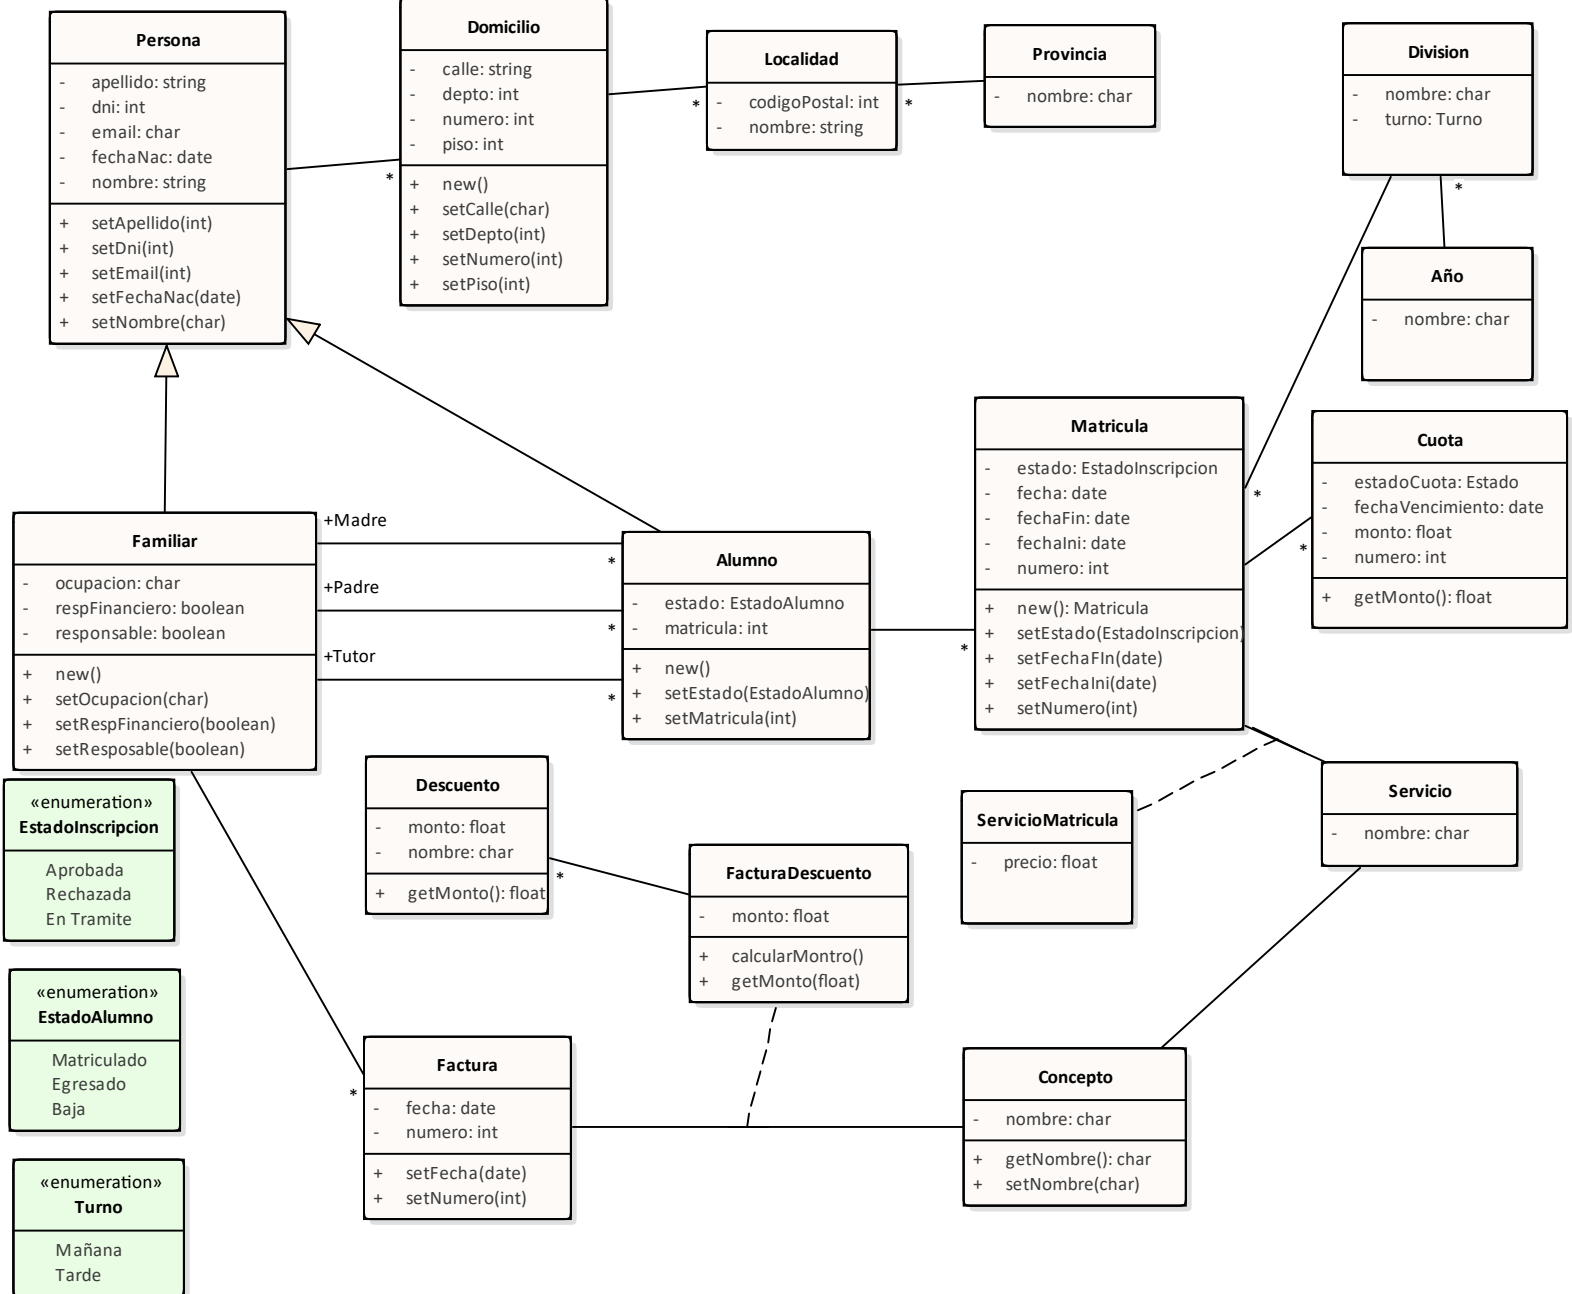 Persona
- apellido: string
- dni: int
- email: char
- fechaNac: date
- nombre: string
+ setApellido(int)
+ setDni(int)
+ setEmail(int)
+ setFechaNac(date)
+ setNombre(char)
Domicilio
- calle: string
- depto: int
- numero: int
- piso: int
+ new()
+ setCalle(char)
+ setDepto(int)
+ setNumero(int)
+ setPiso(int)
*
Localidad
- codigoPostal: int
- nombre: string
*
*
Provincia
- nombre: char
Division
- nombre: char
- turno: Turno
*
Año
- nombre: char
Matricula
- estado: EstadoInscripcion
- fecha: date
- fechaFin: date
- fechaIni: date
- numero: int
+ new(): Matricula
+ setEstado(EstadoInscripcion)
+ setFechaFIn(date)
+ setFechaIni(date)
+ setNumero(int)
*
*
Cuota
- estadoCuota: Estado
- fechaVencimiento: date
- monto: float
- numero: int
+ getMonto(): float
*
Familiar
- ocupacion: char
- respFinanciero: boolean
- responsable: boolean
+ new()
+ setOcupacion(char)
+ setRespFinanciero(boolean)
+ setResposable(boolean)
+Madre
*
+Padre
*
+Tutor
*
Alumno
- estado: EstadoAlumno
- matricula: int
+ new()
+ setEstado(EstadoAlumno)
+ setMatricula(int)
«enumeration»
EstadoInscripcion
Aprobada
Rechazada
En Tramite
Descuento
- monto: float
- nombre: char
+ getMonto(): float
*
FacturaDescuento
- monto: float
+ calcularMontro()
+ getMonto(float)
ServicioMatricula
- precio: float
Servicio
- nombre: char
«enumeration»
EstadoAlumno
Matriculado
Egresado
Baja
*
Factura
- fecha: date
- numero: int
+ setFecha(date)
+ setNumero(int)
Concepto
- nombre: char
+ getNombre(): char
+ setNombre(char)
«enumeration»
Turno
Mañana
Tarde